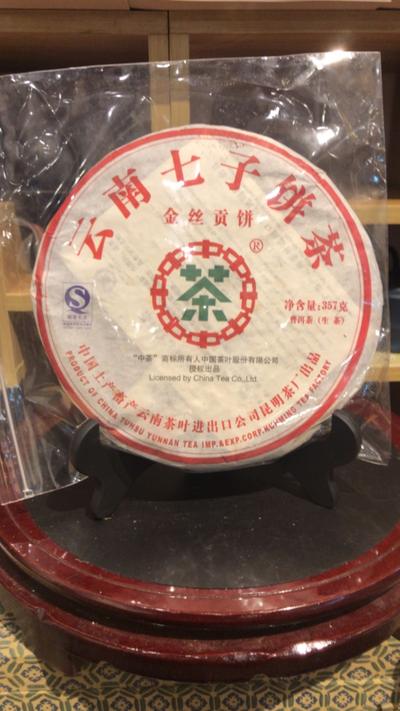 云南七子饼茶
金丝贡饼
®
茶
净含量:357克
普洱茶(生 茶)
“中茶”商标所有人中国茶叶股份有限公司
授权出品
Licensed by China Tea Co.,Ltd.
中国土产畜产云南茶叶进出口公司昆明茶厂出品
PRODUCT OF CHINA TUHSU YUNNAN TEA IMP.&EXP.CORP.KUNMING TEA FACTORY